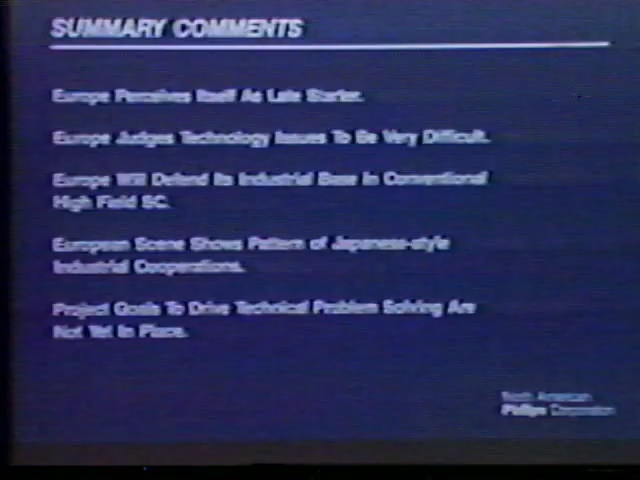 SUMMARY COMMENTS
Europe Perceives Itself As Late Starter.
Europe Judges Technology Issues To Be Very Difficult.
Europe Will Defend Its Industrial Base In Conventional
High Field SC.
European Scene Shows Pattern of Japanese-style
Industrial Cooperations.
Project Goals To Drive Technical Problem Solving Are
Not Yet In Place.
North American
Philips Corporation